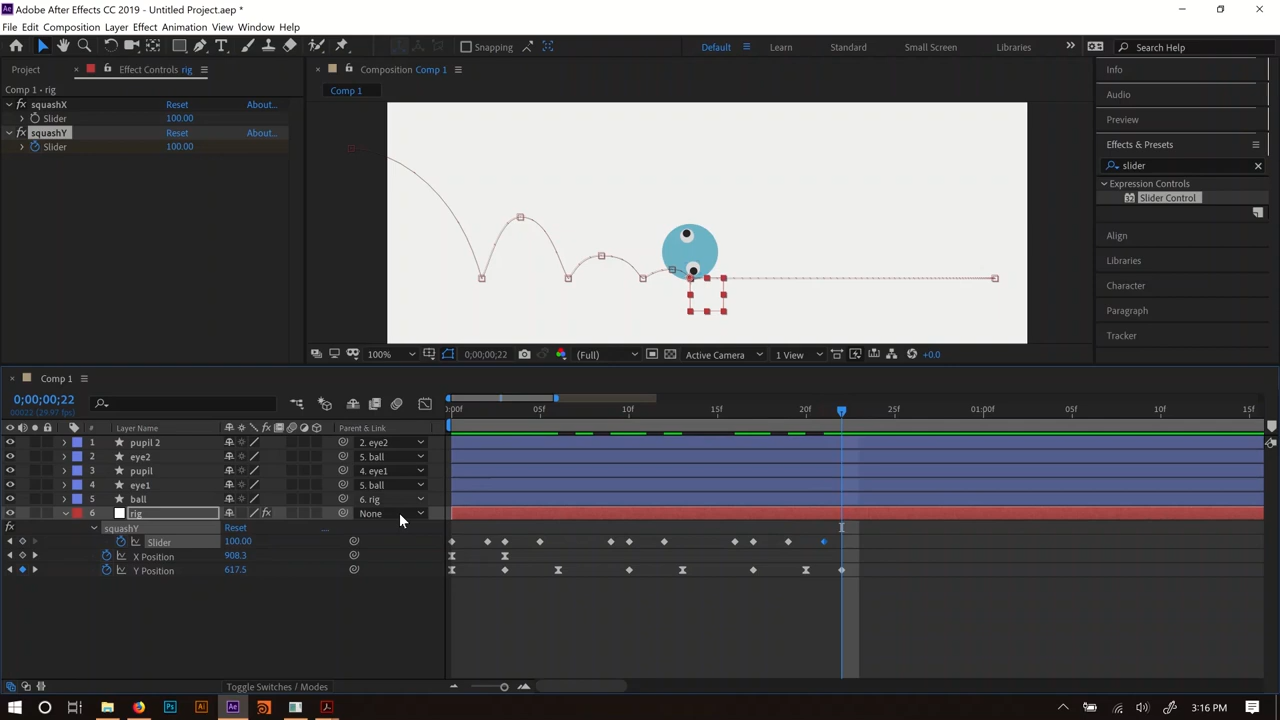 Adobe After Effects CC 2019 - Untitled Project.aep *
File Edit Composition Layer Effect Animation View Window Help
Snapping
Default
Learn
Standard
Small Screen
Libraries
Search Help
Project
Effect Controls rig
Composition Comp 1
Info
Comp 1 • rig
Comp 1
squashX Reset About...
Slider 100.00
squashY Reset About...
Slider 100.00
Audio
Preview
Effects & Presets
slider
Expression Controls
32 Slider Control
Align
Libraries
Character
Paragraph
Tracker
100%
0;00;00;22
(Full)
Active Camera
1 View
+0.0
Comp 1
0;00;00;22
00022 (29.97 fps)
:00f 05f 10f 15f 20f 25f 01:00f 05f 10f 15f
# Layer Name fx Parent & Link
1 pupil 2 2. eye2
2 eye2 5. ball
3 pupil 4. eye1
4 eye1 5. ball
5 ball 6. rig
6 rig fx None
fx squashY Reset ...
Slider 100.00
X Position 908.3
Y Position 617.5
Toggle Switches / Modes
Ps Ai Ae
3:16 PM